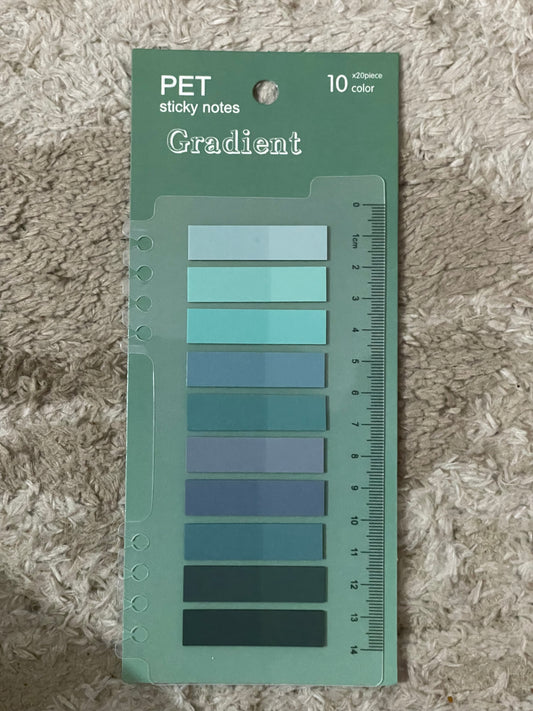 PET
sticky notes
Gradient
10 x20piece
color
0
1cm
2
3
4
5
6
7
8
9
10
11
12
13
14